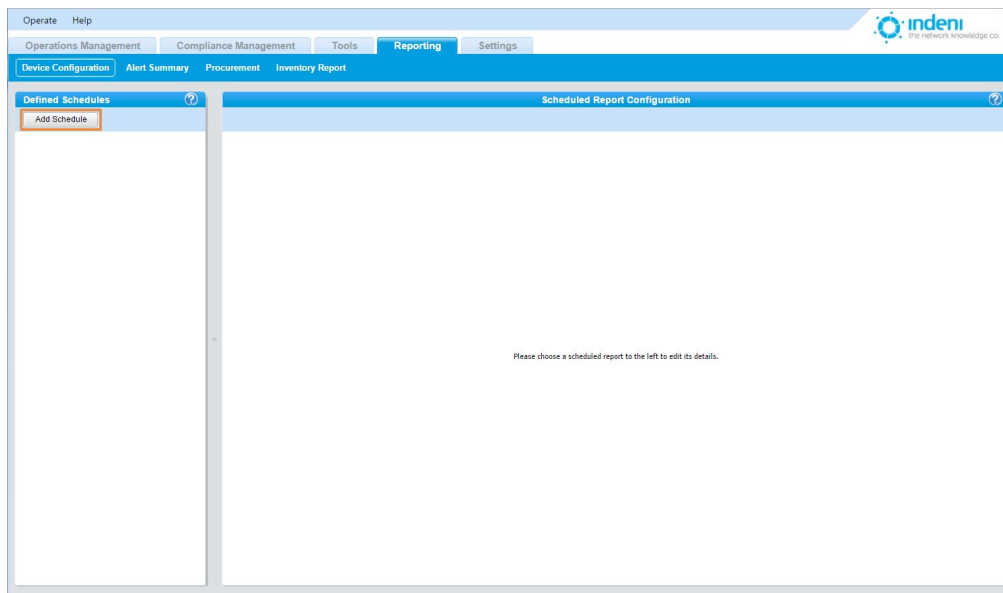 Operate Help
indeni
the network knowledge co.
Operations Management Compliance Management Tools Reporting Settings
Device Configuration Alert Summary Procurement Inventory Report
Defined Schedules ?
Scheduled Report Configuration ?
Add Schedule
Please choose a scheduled report to the left to edit its details.